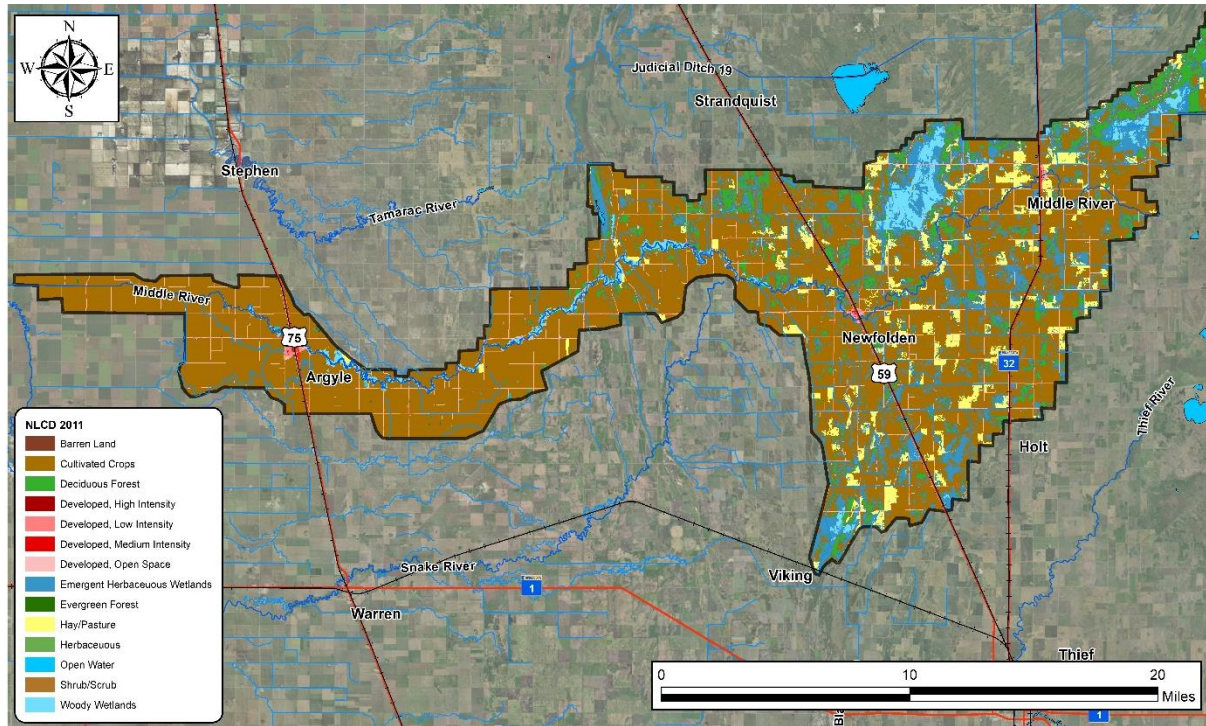 N
W E
S
Judicial Ditch 19
Strandquist
Stephen
Tamarac River
Middle River
Middle River
75
Argyle
Newfolden
59
32
Thief River
Holt
NLCD 2011
Barren Land
Cultivated Crops
Deciduous Forest
Developed, High Intensity
Developed, Low Intensity
Developed, Medium Intensity
Developed, Open Space
Emergent Herbaceous Wetlands
Evergreen Forest
Hay/Pasture
Herbaceuous
Open Water
Shrub/Scrub
Woody Wetlands
Snake River
Viking
1
Warren
Thief
0 10 20
Miles
1